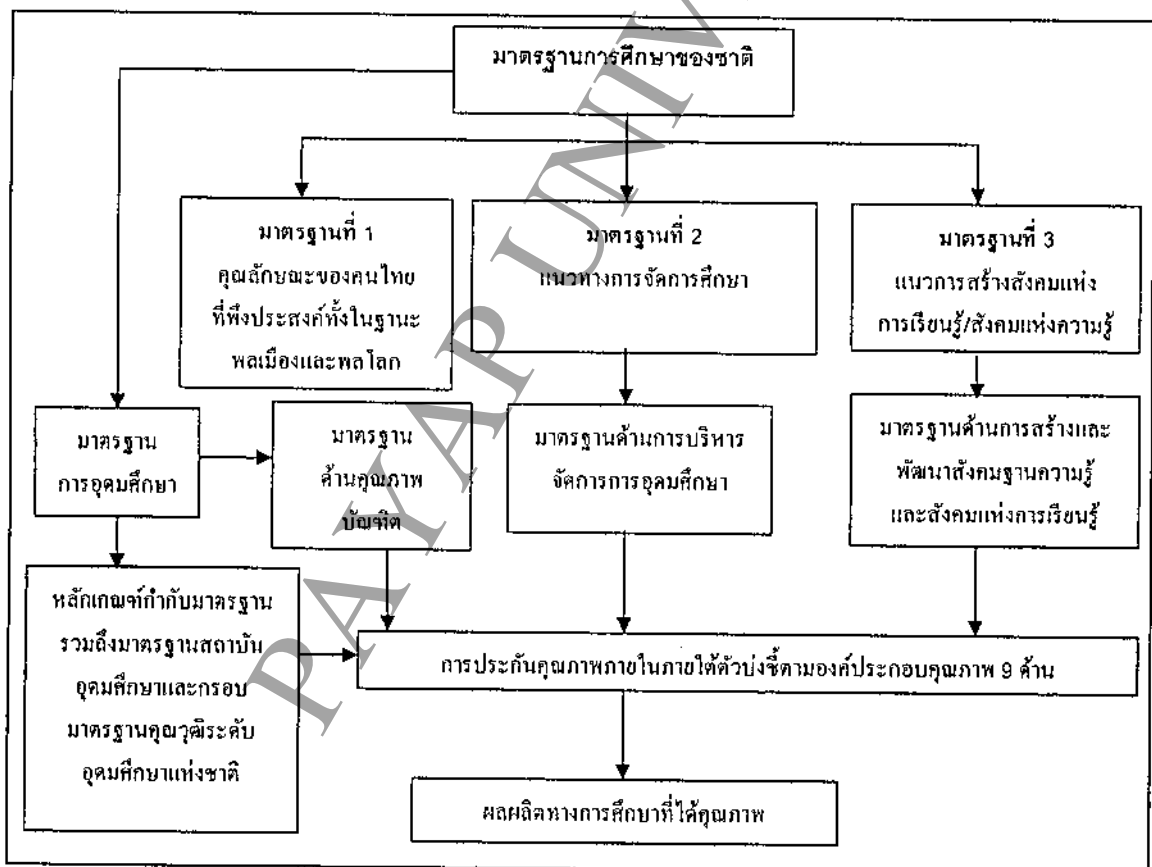 มาตรฐานการศึกษาของชาติ
มาตรฐานที่ 1
คุณลักษณะของคนไทย
ที่พึงประสงค์ทั้งในฐานะ
พลเมืองและพลโลก
มาตรฐานที่ 2
แนวทางการจัดการศึกษา
มาตรฐานที่ 3
แนวการสร้างสังคมแห่ง
การเรียนรู้/สังคมแห่งความรู้
มาตรฐาน
การอุดมศึกษา
มาตรฐาน
ด้านคุณภาพ
บัณฑิต
มาตรฐานด้านการบริหาร
จัดการการอุดมศึกษา
มาตรฐานด้านการสร้างและ
พัฒนาสังคมฐานความรู้
และสังคมแห่งการเรียนรู้
หลักเกณฑ์กำกับมาตรฐาน
รวมถึงมาตรฐานสถาบัน
อุดมศึกษาและกรอบ
มาตรฐานคุณวุฒิระดับ
อุดมศึกษาแห่งชาติ
การประกันคุณภาพภายในภายใต้ตัวบ่งชี้ตามองค์ประกอบคุณภาพ 9 ด้าน
ผลผลิตทางการศึกษาที่ได้คุณภาพ
PAYAP UNIV